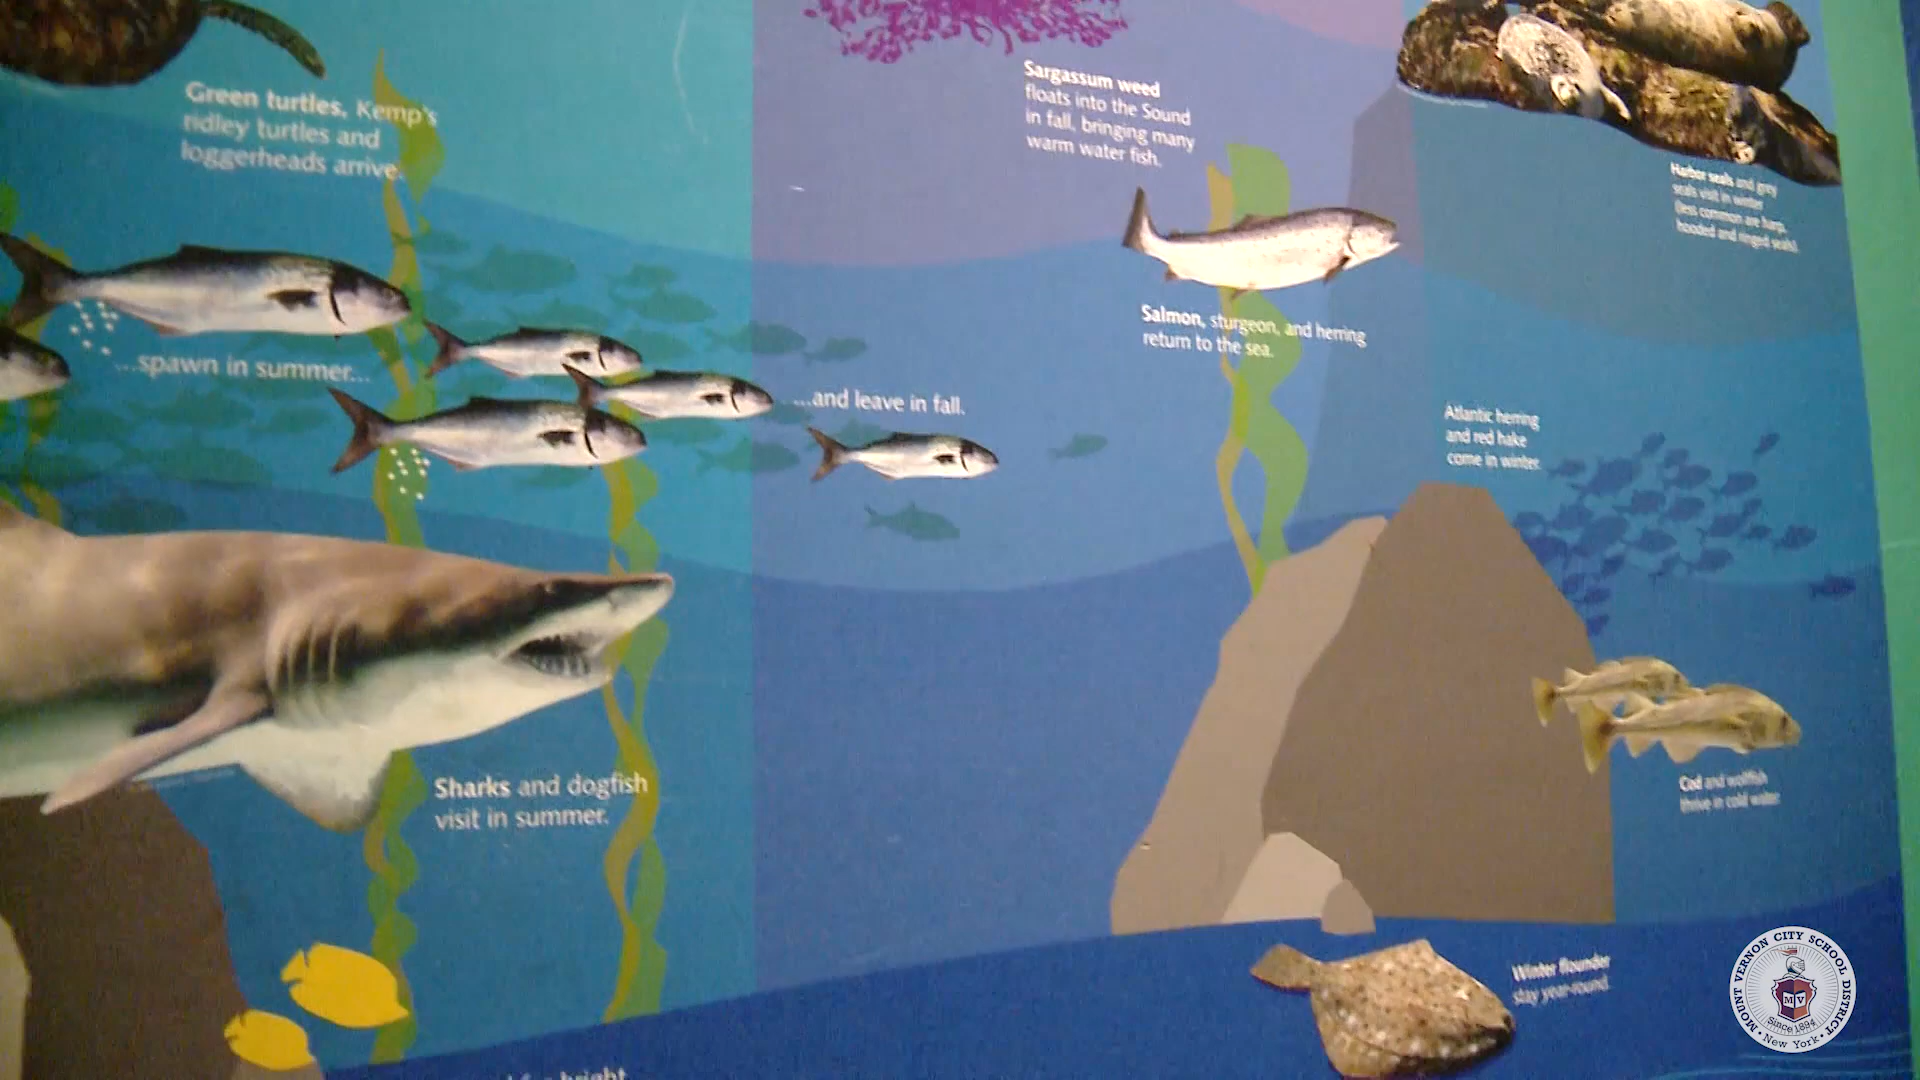 Green turtles, Kemp's
ridley turtles and
loggerheads arrive.
Sargassum weed
floats into the Sound
in fall, bringing many
warm water fish.
Harbor seals and grey
seals visit in winter
(less common are harp,
hooded and ringed seals).
...spawn in summer...
...and leave in fall.
Salmon, sturgeon, and herring
return to the sea.
Atlantic herring
and red hake
come in winter.
Sharks and dogfish
visit in summer.
Cod and wolffish
thrive in cold water.
Winter flounder
stay year-round.
bright
MOUNT VERNON CITY SCHOOL DISTRICT
MV
Since 1894
• New York •